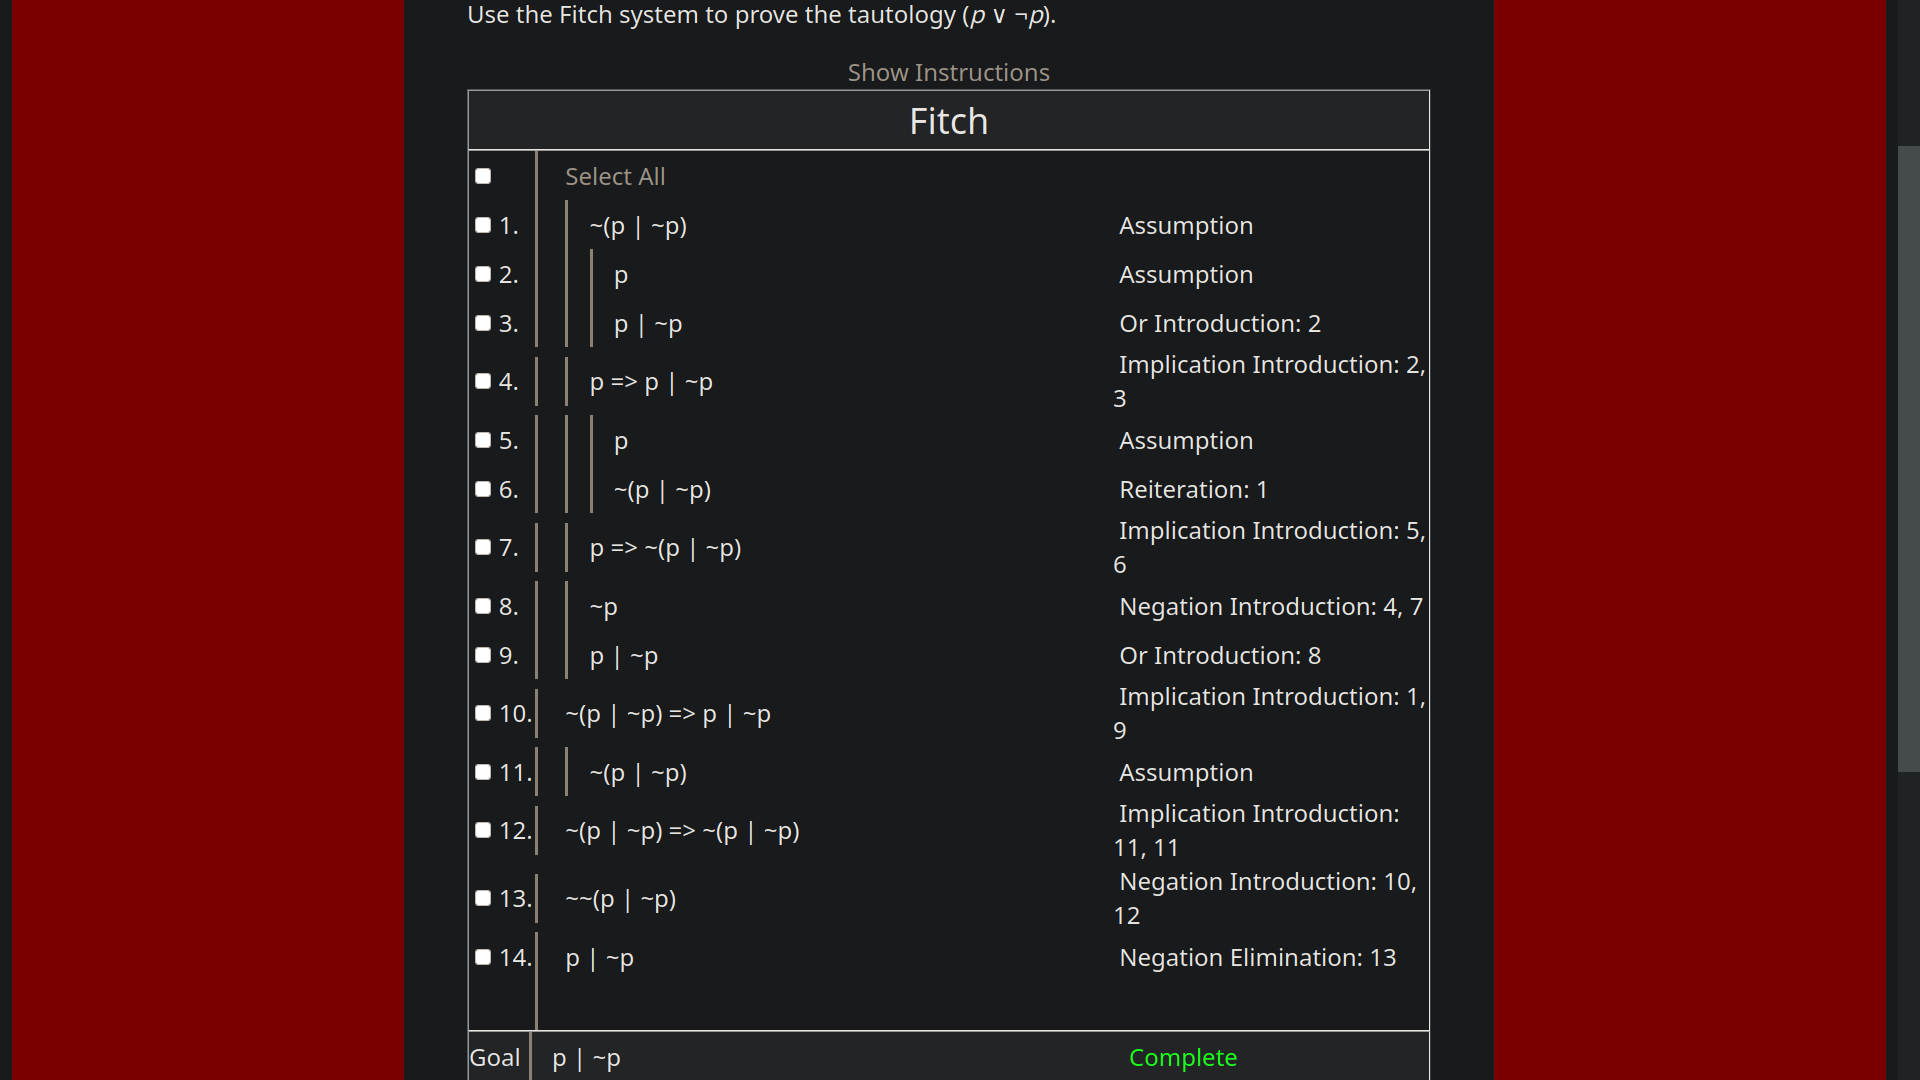 Use the Fitch system to prove the tautology (p ∨ ¬p).
Show Instructions
Fitch
Select All
1. ~(p | ~p) Assumption
2. p Assumption
3. p | ~p Or Introduction: 2
4. p => p | ~p Implication Introduction: 2,
3
5. p Assumption
6. ~(p | ~p) Reiteration: 1
7. p => ~(p | ~p) Implication Introduction: 5,
6
8. ~p Negation Introduction: 4, 7
9. p | ~p Or Introduction: 8
10. ~(p | ~p) => p | ~p Implication Introduction: 1,
9
11. ~(p | ~p) Assumption
12. ~(p | ~p) => ~(p | ~p) Implication Introduction:
11, 11
13. ~~(p | ~p) Negation Introduction: 10,
12
14. p | ~p Negation Elimination: 13
Goal p | ~p Complete